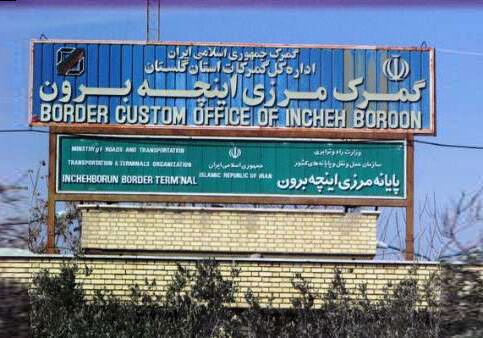 گمرک جمهوری اسلامی ایران
اداره کل گمرکات استان گلستان
گمرک مرزی اینچه برون
BORDER CUSTOM OFFICE OF INCHEH BOROON
MINISTRY OF ROADS AND TRANSPORTATION
وزارت راه و ترابری
TRANSPORTATION & TERMINALS ORGANIZATION
جمهوری اسلامی ایران
سازمان حمل و نقل و پایانه های کشور
INCHEHBORUN BORDER TERMINAL
ISLAMIC REPUBLIC OF IRAN
پایانه مرزی اینچه برون